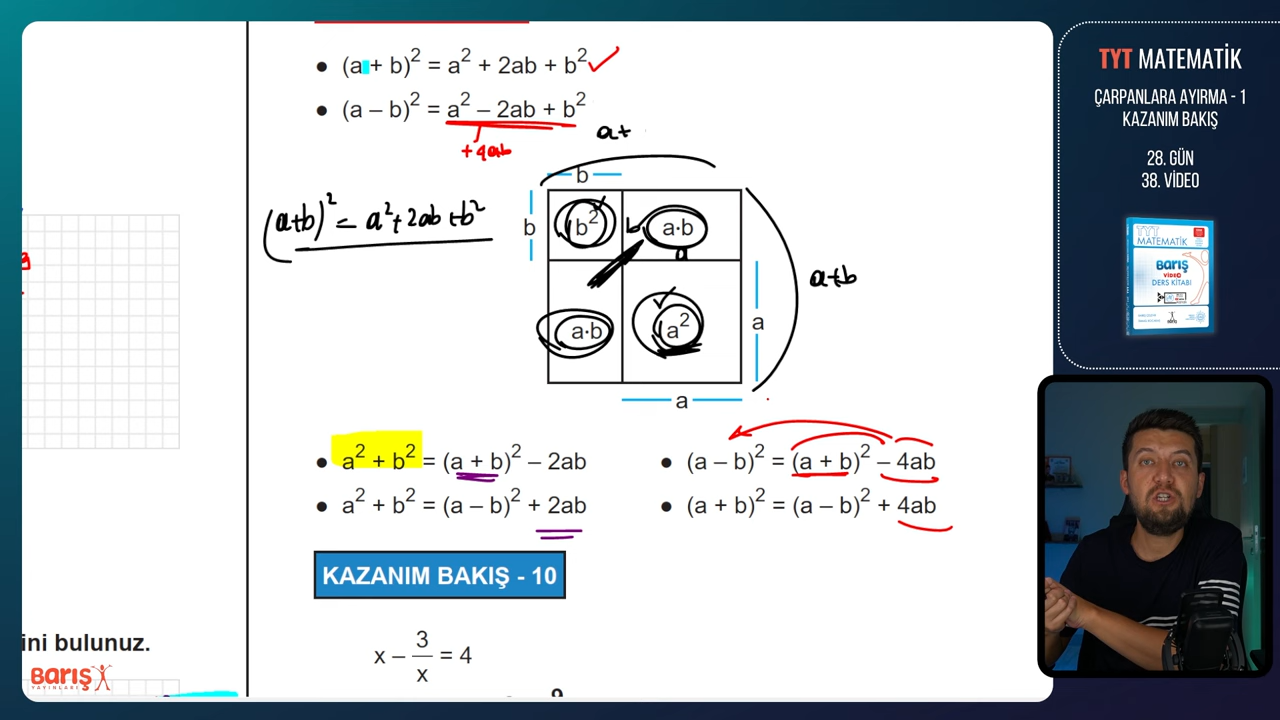 • (a + b)² = a² + 2ab + b²
• (a – b)² = a² – 2ab + b²
+4ab
a+
b
b
b²
b
a·b
a
(a+b)² = a² + 2ab + b²
a+b
a·b
a²
a
a
• a² + b² = (a + b)² – 2ab
• a² + b² = (a – b)² + 2ab
• (a – b)² = (a + b)² – 4ab
• (a + b)² = (a – b)² + 4ab
KAZANIM BAKIŞ - 10
x – 3/x = 4
9
ini bulunuz.
BARIŞ
YAYINLARI
TYT MATEMATİK
ÇARPANLARA AYIRMA - 1
KAZANIM BAKIŞ
28. GÜN
38. VİDEO
TYT
MATEMATİK
BARIŞ
VİDEO
DERS KİTABI